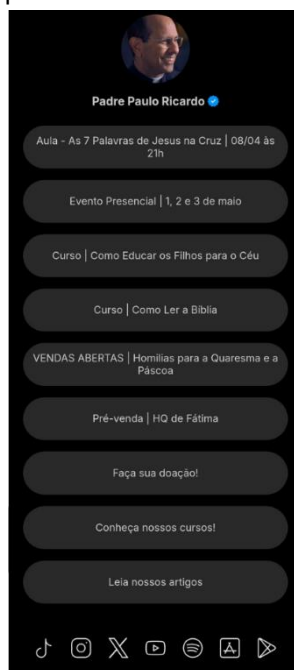 Padre Paulo Ricardo
Aula - As 7 Palavras de Jesus na Cruz | 08/04 às
21h
Evento Presencial | 1, 2 e 3 de maio
Curso | Como Educar os Filhos para o Céu
Curso | Como Ler a Bíblia
VENDAS ABERTAS | Homilias para a Quaresma e a
Páscoa
Pré-venda | HQ de Fátima
Faça sua doação!
Conheça nossos cursos!
Leia nossos artigos